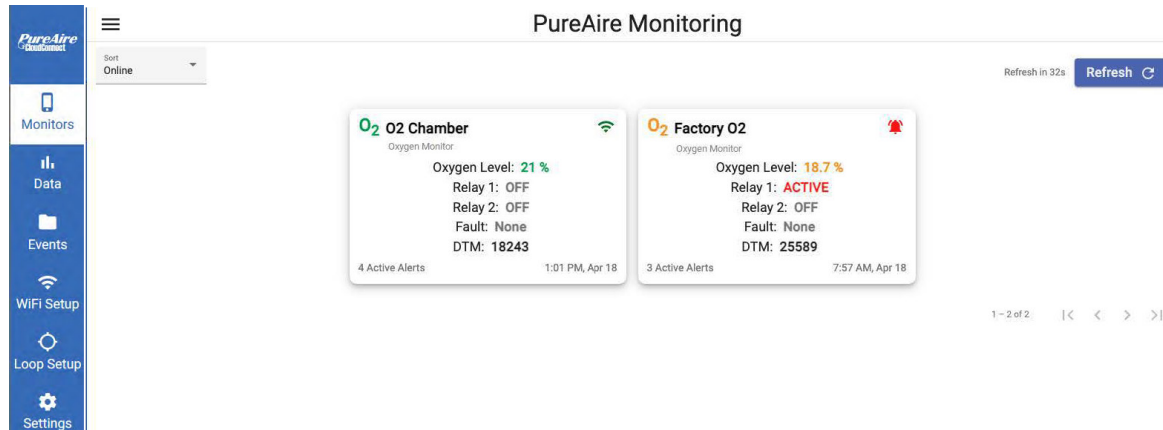 PureAire
CloudConnect
PureAire Monitoring
Sort
Online
Refresh in 32s
Refresh
Monitors
Data
Events
WiFi Setup
Loop Setup
Settings
O2 O2 Chamber
Oxygen Monitor
Oxygen Level: 21 %
Relay 1: OFF
Relay 2: OFF
Fault: None
DTM: 18243
4 Active Alerts 1:01 PM, Apr 18
O2 Factory O2
Oxygen Monitor
Oxygen Level: 18.7 %
Relay 1: ACTIVE
Relay 2: OFF
Fault: None
DTM: 25589
3 Active Alerts 7:57 AM, Apr 18
1 – 2 of 2